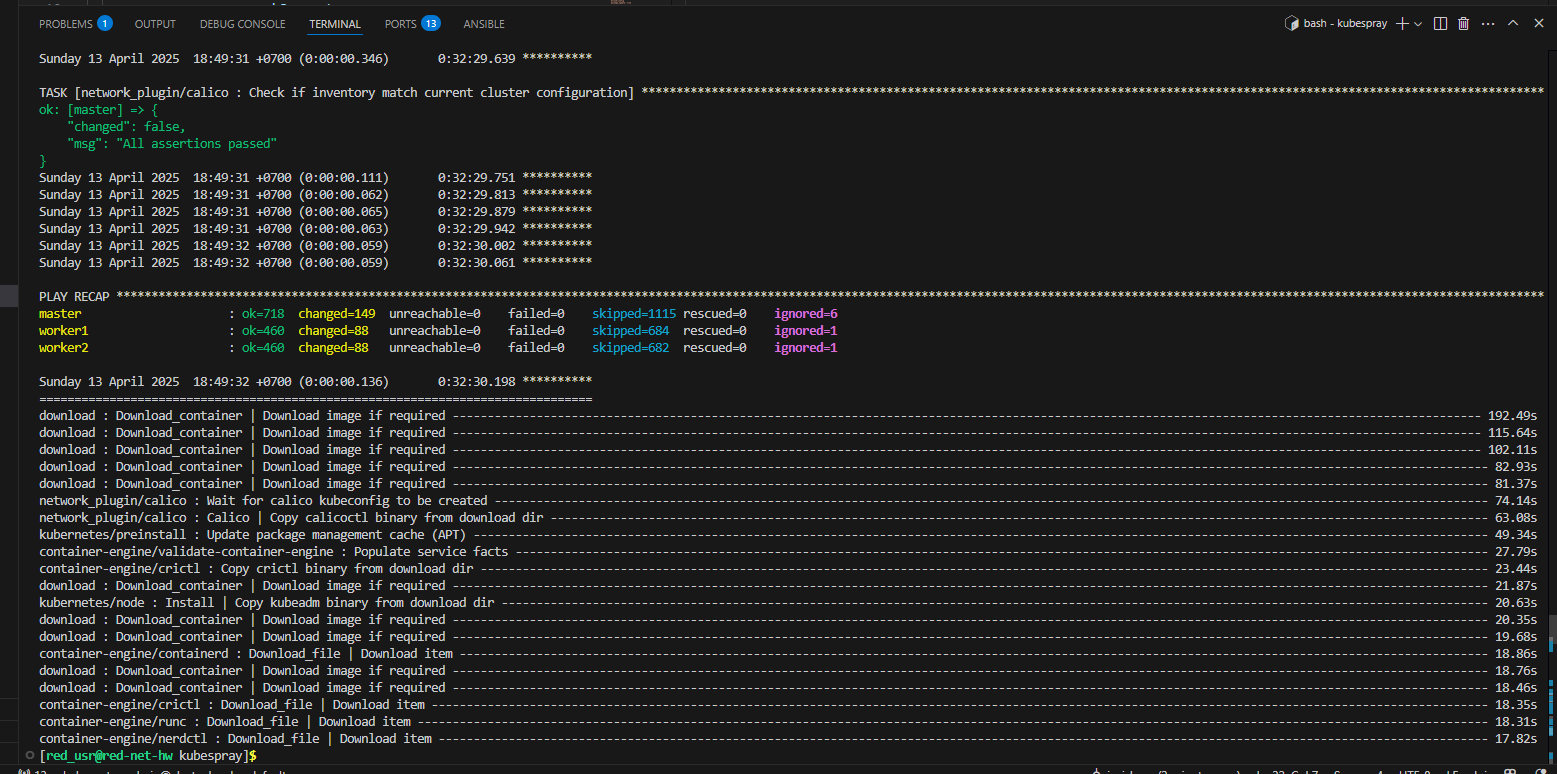 PROBLEMS 1 OUTPUT DEBUG CONSOLE TERMINAL PORTS 13 ANSIBLE bash - kubespray
Sunday 13 April 2025  18:49:31 +0700 (0:00:00.346)       0:32:29.639 **********
TASK [network_plugin/calico : Check if inventory match current cluster configuration] *********************************************************************************************************************************
ok: [master] => {
    "changed": false,
    "msg": "All assertions passed"
}
Sunday 13 April 2025  18:49:31 +0700 (0:00:00.111)       0:32:29.751 **********
Sunday 13 April 2025  18:49:31 +0700 (0:00:00.062)       0:32:29.813 **********
Sunday 13 April 2025  18:49:31 +0700 (0:00:00.065)       0:32:29.879 **********
Sunday 13 April 2025  18:49:31 +0700 (0:00:00.063)       0:32:29.942 **********
Sunday 13 April 2025  18:49:32 +0700 (0:00:00.059)       0:32:30.002 **********
Sunday 13 April 2025  18:49:32 +0700 (0:00:00.059)       0:32:30.061 **********
PLAY RECAP ************************************************************************************************************************************************************************************************************
master                     : ok=718  changed=149  unreachable=0    failed=0    skipped=1115 rescued=0    ignored=6
worker1                    : ok=460  changed=88   unreachable=0    failed=0    skipped=684  rescued=0    ignored=1
worker2                    : ok=460  changed=88   unreachable=0    failed=0    skipped=682  rescued=0    ignored=1
Sunday 13 April 2025  18:49:32 +0700 (0:00:00.136)       0:32:30.198 **********
===============================================================================
download : Download_container | Download image if required --------------------------------------------------- 192.49s
download : Download_container | Download image if required --------------------------------------------------- 115.64s
download : Download_container | Download image if required --------------------------------------------------- 102.11s
download : Download_container | Download image if required ---------------------------------------------------- 82.93s
download : Download_container | Download image if required ---------------------------------------------------- 81.37s
network_plugin/calico : Wait for calico kubeconfig to be created ---------------------------------------------- 74.14s
network_plugin/calico : Calico | Copy calicoctl binary from download dir -------------------------------------- 63.08s
kubernetes/preinstall : Update package management cache (APT) ------------------------------------------------- 49.34s
container-engine/validate-container-engine : Populate service facts ------------------------------------------- 27.79s
container-engine/crictl : Copy crictl binary from download dir ------------------------------------------------ 23.44s
download : Download_container | Download image if required ---------------------------------------------------- 21.87s
kubernetes/node : Install | Copy kubeadm binary from download dir --------------------------------------------- 20.63s
download : Download_container | Download image if required ---------------------------------------------------- 20.35s
download : Download_container | Download image if required ---------------------------------------------------- 19.68s
container-engine/containerd : Download_file | Download item --------------------------------------------------- 18.86s
download : Download_container | Download image if required ---------------------------------------------------- 18.76s
download : Download_container | Download image if required ---------------------------------------------------- 18.46s
container-engine/crictl : Download_file | Download item ------------------------------------------------------- 18.35s
container-engine/runc : Download_file | Download item --------------------------------------------------------- 18.31s
container-engine/nerdctl : Download_file | Download item ------------------------------------------------------ 17.82s
[red_usr@red-net-hw kubespray]$